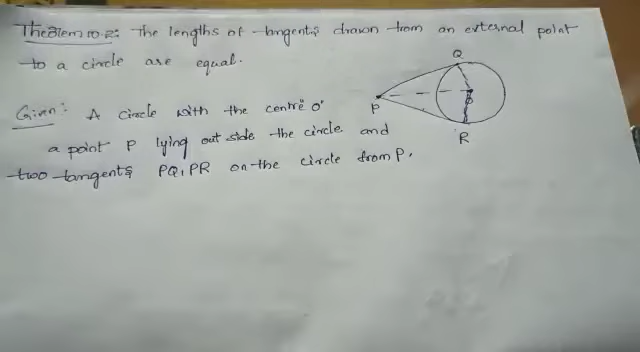 Theorem 10.2: The lengths of tangents drawn from an external point
to a circle are equal.
Q
P
O
R
Given: A circle with the centre 'O'
a point P lying out side the circle and
two tangents PQ, PR on the circle from P.